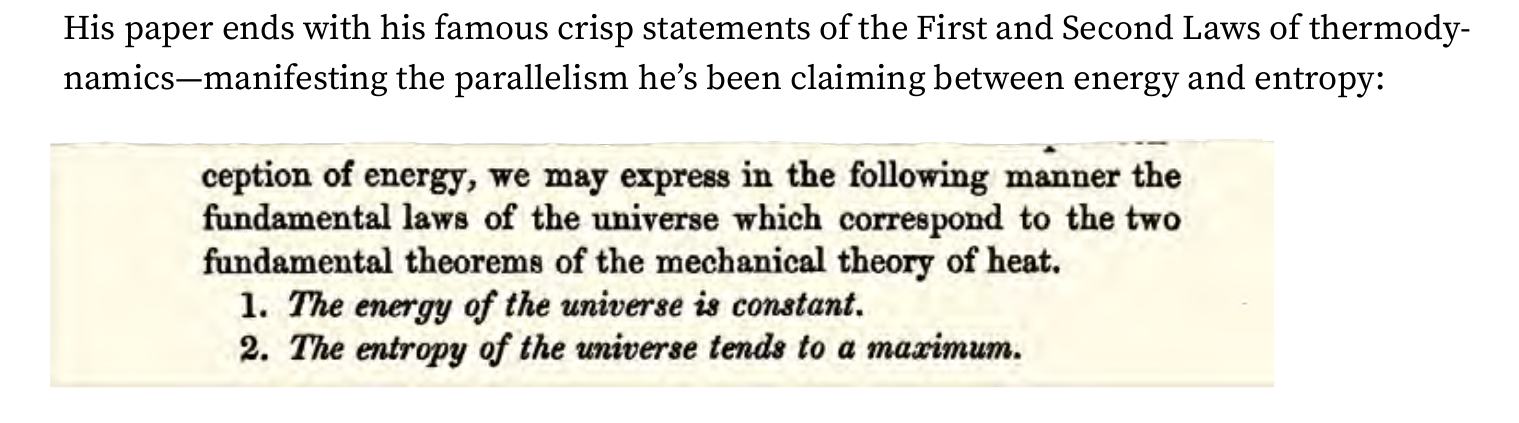 His paper ends with his famous crisp statements of the First and Second Laws of thermody-
namics—manifesting the parallelism he’s been claiming between energy and entropy:
ception of energy, we may express in the following manner the
fundamental laws of the universe which correspond to the two
fundamental theorems of the mechanical theory of heat.
1. The energy of the universe is constant.
2. The entropy of the universe tends to a maximum.